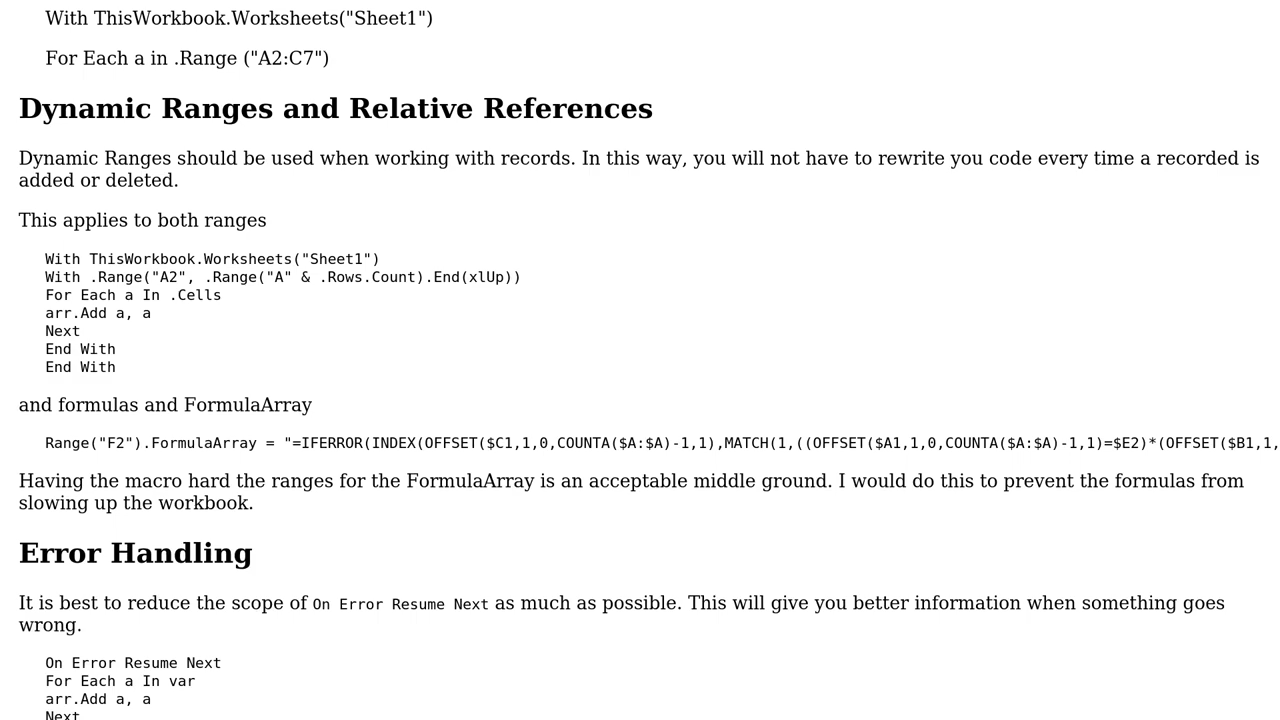 With ThisWorkbook.Worksheets("Sheet1")
For Each a in .Range ("A2:C7")
Dynamic Ranges and Relative References
Dynamic Ranges should be used when working with records. In this way, you will not have to rewrite you code every time a recorded is
added or deleted.
This applies to both ranges
With ThisWorkbook.Worksheets("Sheet1")
With .Range("A2", .Range("A" & .Rows.Count).End(xlUp))
For Each a In .Cells
arr.Add a, a
Next
End With
End With
and formulas and FormulaArray
Range("F2").FormulaArray = "=IFERROR(INDEX(OFFSET($C1,1,0,COUNTA($A:$A)-1,1),MATCH(1,((OFFSET($A1,1,0,COUNTA($A:$A)-1,1)=$E2)*(OFFSET($B1,1,
Having the macro hard the ranges for the FormulaArray is an acceptable middle ground. I would do this to prevent the formulas from
slowing up the workbook.
Error Handling
It is best to reduce the scope of On Error Resume Next as much as possible. This will give you better information when something goes
wrong.
On Error Resume Next
For Each a In var
arr.Add a, a
Next